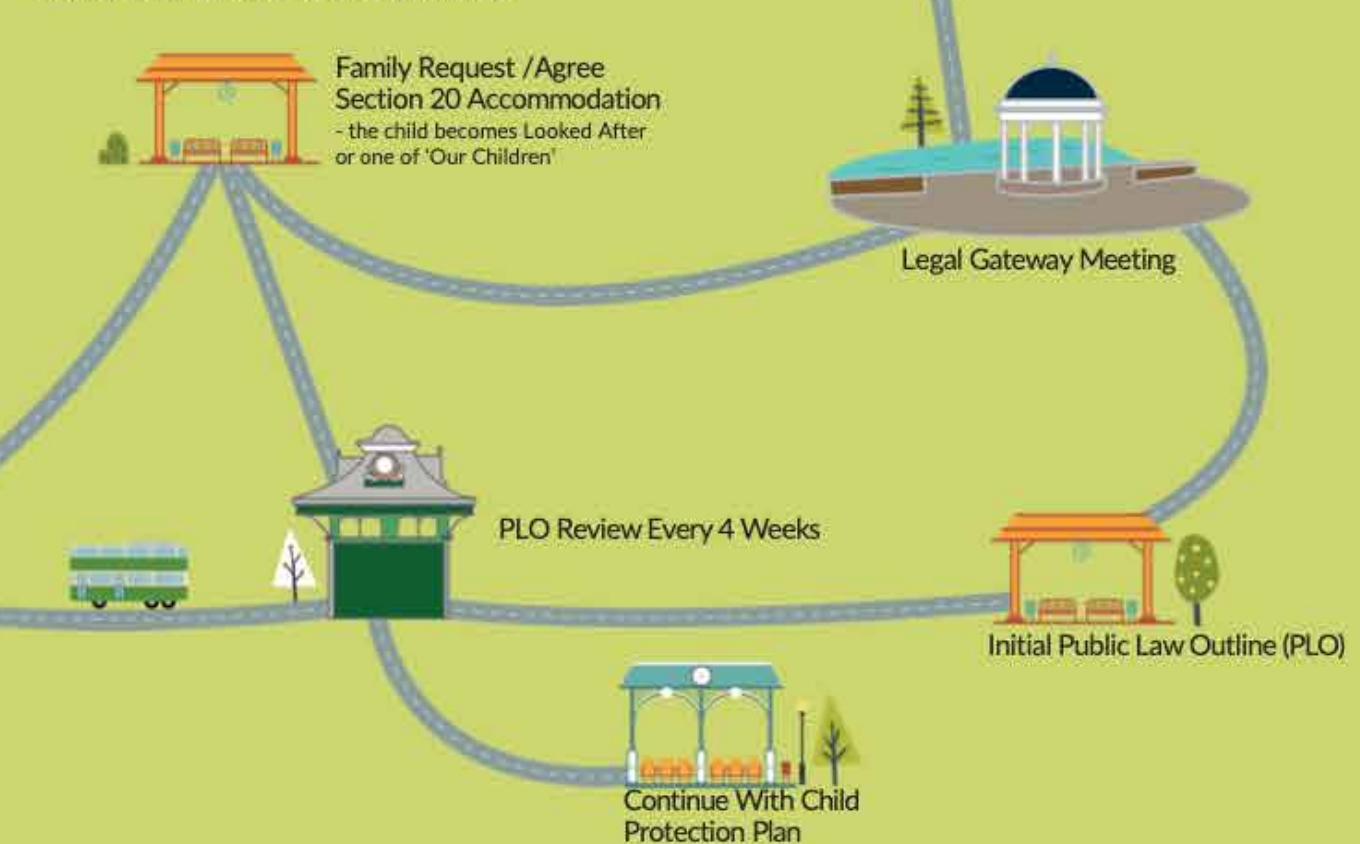 Family Request /Agree
Section 20 Accommodation
- the child becomes Looked After
or one of ‘Our Children’
Legal Gateway Meeting
PLO Review Every 4 Weeks
Initial Public Law Outline (PLO)
Continue With Child
Protection Plan